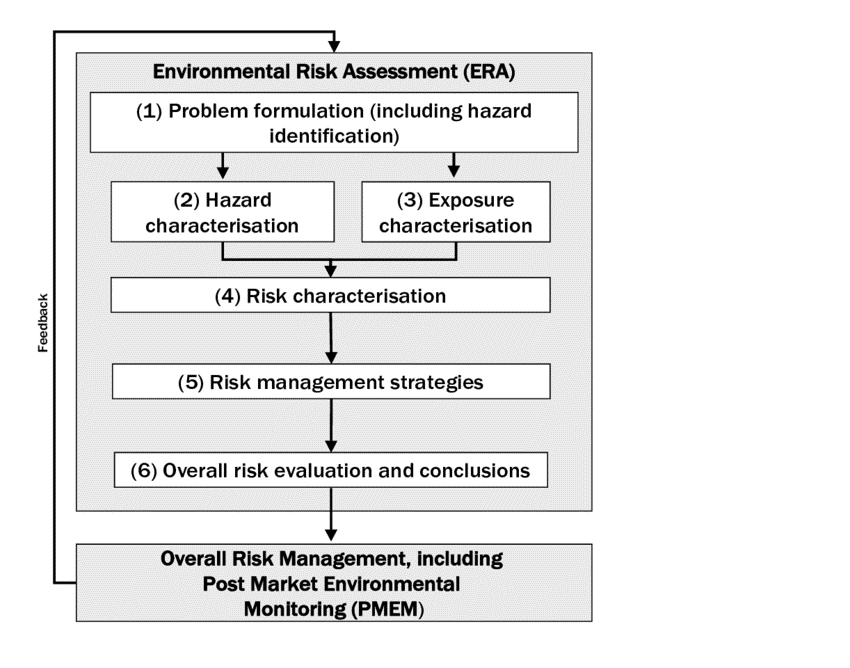 Environmental Risk Assessment (ERA)
(1) Problem formulation (including hazard
identification)
(2) Hazard
characterisation
(3) Exposure
characterisation
(4) Risk characterisation
(5) Risk management strategies
(6) Overall risk evaluation and conclusions
Feedback
Overall Risk Management, including
Post Market Environmental
Monitoring (PMEM)